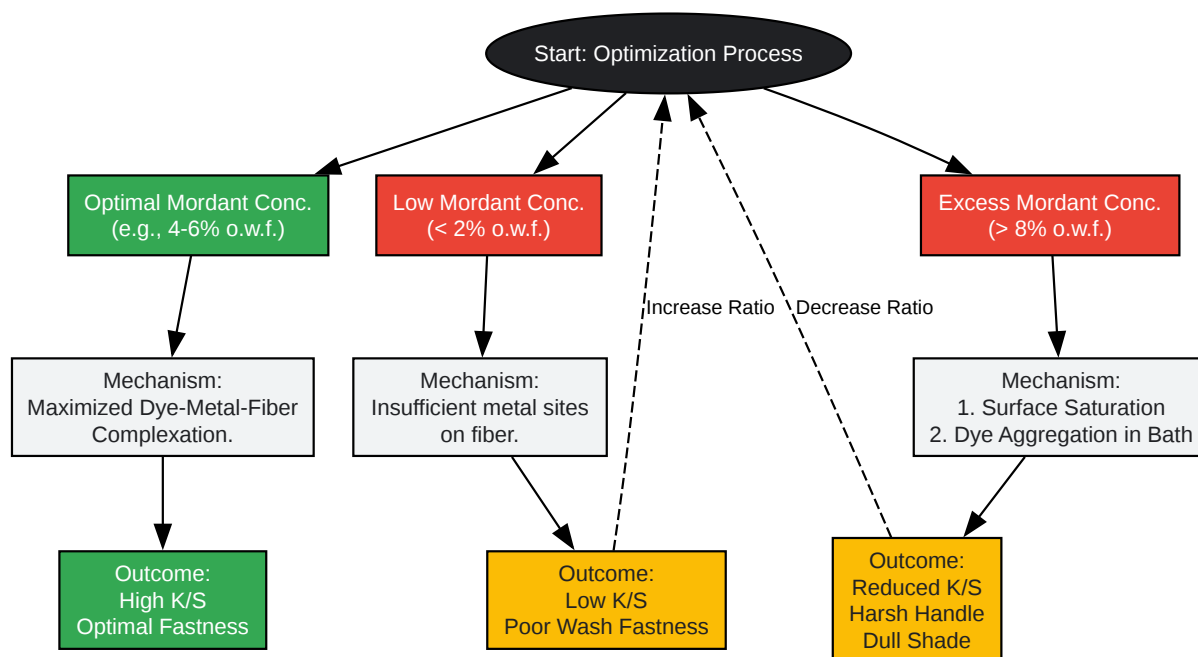 Start: Optimization Process
Optimal Mordant Conc.
(e.g., 4-6% o.w.f.)
Low Mordant Conc.
(< 2% o.w.f.)
Excess Mordant Conc.
(> 8% o.w.f.)
Increase Ratio
Decrease Ratio
Mechanism:
Maximized Dye-Metal-Fiber
Complexation.
Mechanism:
Insufficient metal sites
on fiber.
Mechanism:
1. Surface Saturation
2. Dye Aggregation in Bath
Outcome:
High K/S
Optimal Fastness
Outcome:
Low K/S
Poor Wash Fastness
Outcome:
Reduced K/S
Harsh Handle
Dull Shade